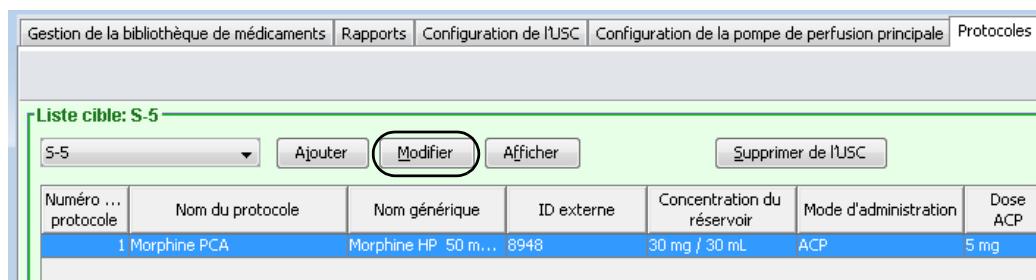 Gestion de la bibliothèque de médicaments Rapports Configuration de l'USC Configuration de la pompe de perfusion principale Protocoles
Liste cible: S-5
S-5 Ajouter Modifier Afficher Supprimer de l'USC
Numéro ... protocole Nom du protocole Nom générique ID externe Concentration du réservoir Mode d'administration Dose ACP
1 Morphine PCA Morphine HP 50 m... 8948 30 mg / 30 mL ACP 5 mg